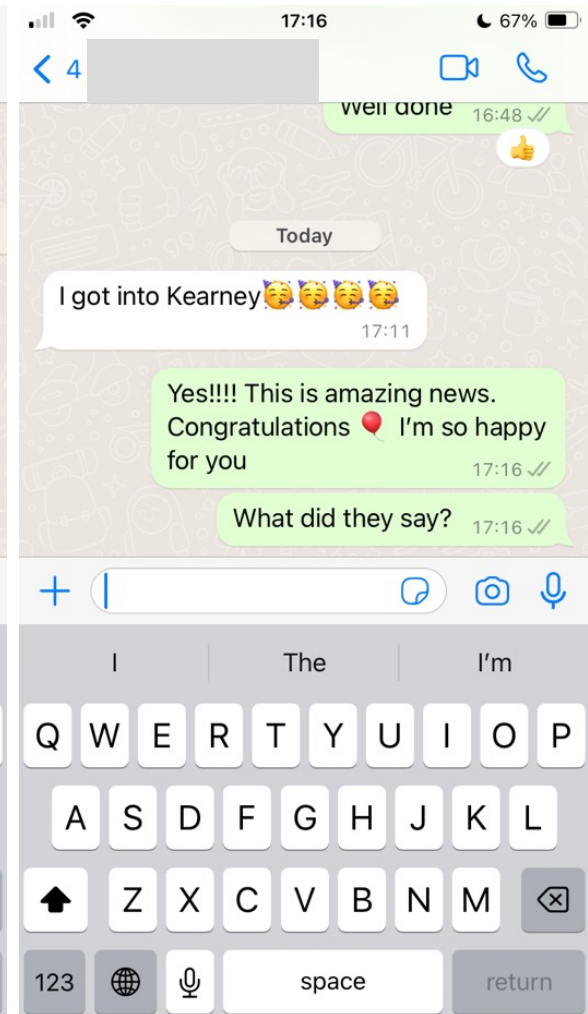 17:16
67%
4
Well done 16:48
👍
Today
I got into Kearney🥳🥳🥳🥳
17:11
Yes!!!! This is amazing news.
Congratulations 🎈 I'm so happy
for you
17:16
What did they say? 17:16
I The I'm
Q W E R T Y U I O P
A S D F G H J K L
Z X C V B N M
123 space return